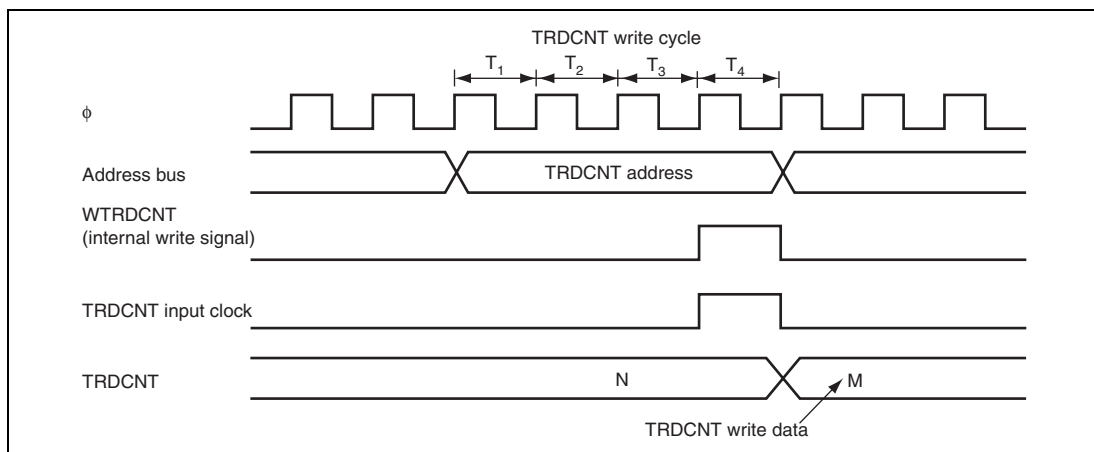 TRDCNT write cycle
T1 T2 T3 T4
ϕ
Address bus
TRDCNT address
WTRDCNT
(internal write signal)
TRDCNT input clock
TRDCNT
N
M
TRDCNT write data